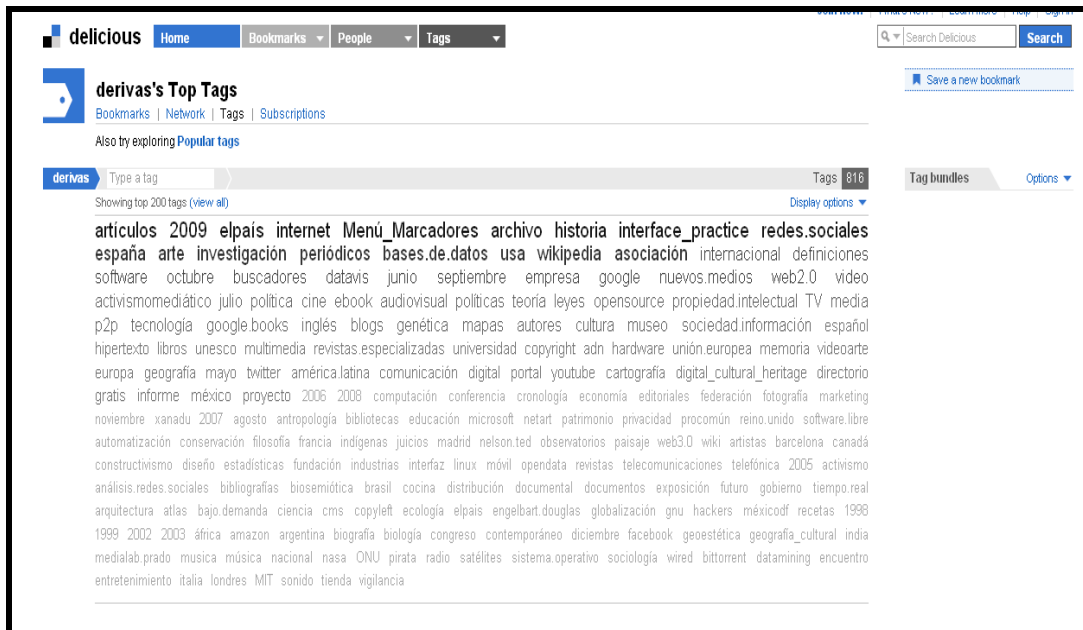 Join now! | What's New? | Learn more | Help | Sign In
delicious Home Bookmarks People Tags Search Delicious Search
derivas's Top Tags
Save a new bookmark
Bookmarks | Network | Tags | Subscriptions
Also try exploring Popular tags
derivas Type a tag Tags 816 Tag bundles Options
Showing top 200 tags (view all) Display options
artículos 2009 elpaís internet Menú_Marcadores archivo historia interface_practice redes.sociales
españa arte investigación periódicos bases.de.datos usa wikipedia asociación internacional definiciones
software octubre buscadores datavis junio septiembre empresa google nuevos.medios web2.0 video
activismomediático julio política cine ebook audiovisual políticas teoría leyes opensource propiedad.intelectual TV media
p2p tecnología google.books inglés blogs genética mapas autores cultura museo sociedad.información español
hipertexto libros unesco multimedia revistas.especializadas universidad copyright adn hardware unión.europea memoria videoarte
europa geografía mayo twitter américa.latina comunicación digital portal youtube cartografía digital_cultural_heritage directorio
gratis informe méxico proyecto 2006 2008 computación conferencia cronología economía editoriales federación fotografía marketing
noviembre xanadu 2007 agosto antropología bibliotecas educación microsoft netart patrimonio privacidad procomún reino.unido software.libre
automatización conservación filosofía francia indígenas juicios madrid nelson.ted observatorios paisaje web3.0 wiki artistas barcelona canadá
constructivismo diseño estadísticas fundación industrias interfaz linux móvil opendata revistas telecomunicaciones telefónica 2005 activismo
análisis.redes.sociales bibliografías biosemiótica brasil cocina distribución documental documentos exposición futuro gobierno tiempo.real
arquitectura atlas bajo.demanda ciencia cms copyleft ecología elpais engelbart.douglas globalización gnu hackers méxicodf recetas 1998
1999 2002 2003 áfrica amazon argentina biografía biología congreso contemporáneo diciembre facebook geoestética geografía_cultural india
medialab.prado musica música nacional nasa ONU pirata radio satélites sistema.operativo sociología wired bittorrent datamining encuentro
entretenimiento italia londres MIT sonido tienda vigilancia